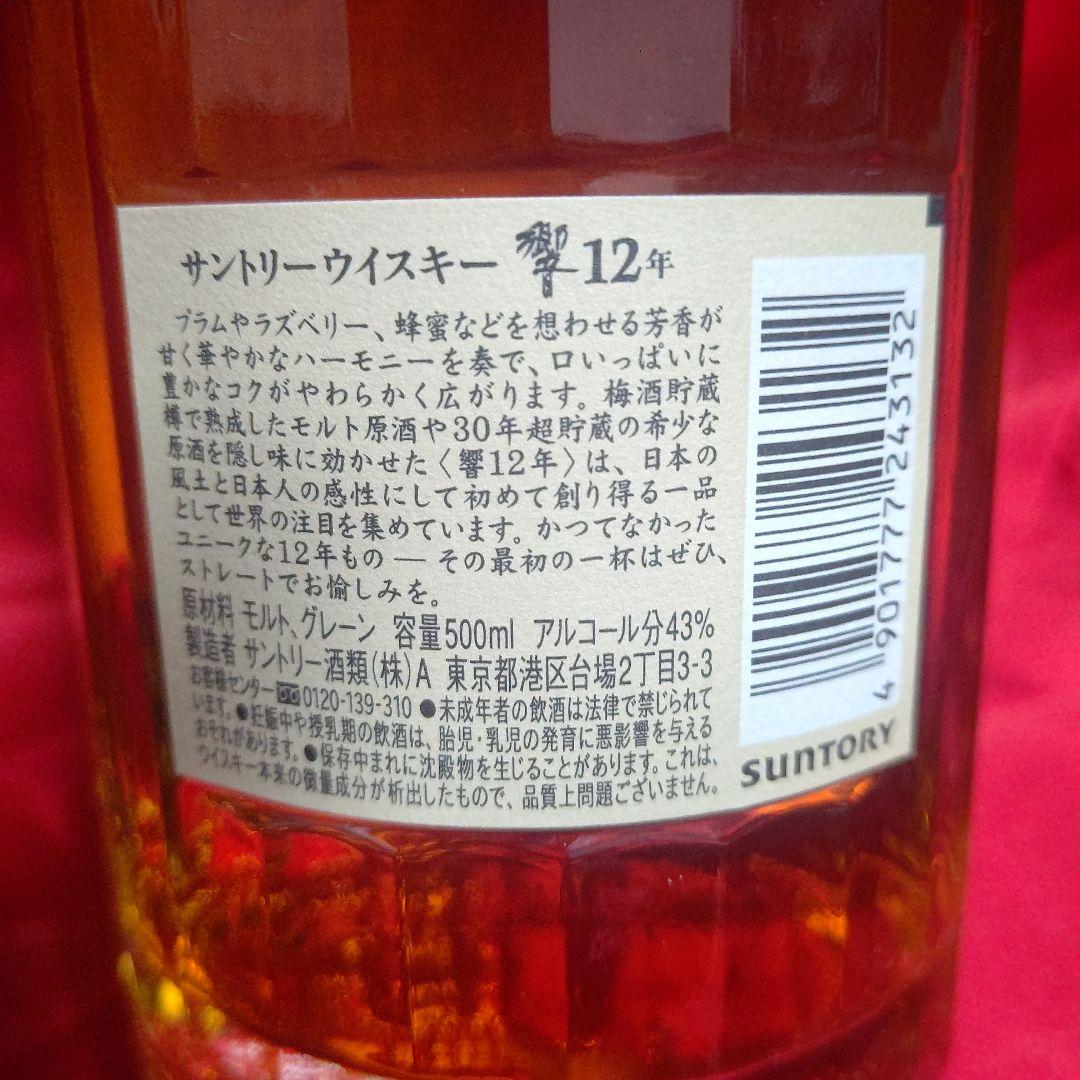 サントリーウイスキー 響 12年
プラムやラズベリー、蜂蜜などを想わせる芳香が
甘く華やかなハーモニーを奏で、口いっぱいに
豊かなコクがやわらかく広がります。梅酒貯蔵
樽で熟成したモルト原酒や30年超貯蔵の希少な
原酒を隠し味に効かせた〈響12年〉は、日本の
風土と日本人の感性にして初めて創り得る一品
として世界の注目を集めています。かつてなかった
ユニークな12年もの ― その最初の一杯はぜひ、
ストレートでお愉しみを。
原材料 モルト、グレーン 容量500ml アルコール分43%
製造者 サントリー酒類(株)A 東京都港区台場2丁目3-3
お客様センター 0120-139-310 ●未成年者の飲酒は法律で禁じられて
います。●妊娠中や授乳期の飲酒は、胎児・乳児の発育に悪影響を与える
おそれがあります。●保存中まれに沈殿物を生じることがあります。これは、
ウイスキー本来の微量成分が析出したもので、品質上問題ございません。
4901777243132
SUNTORY